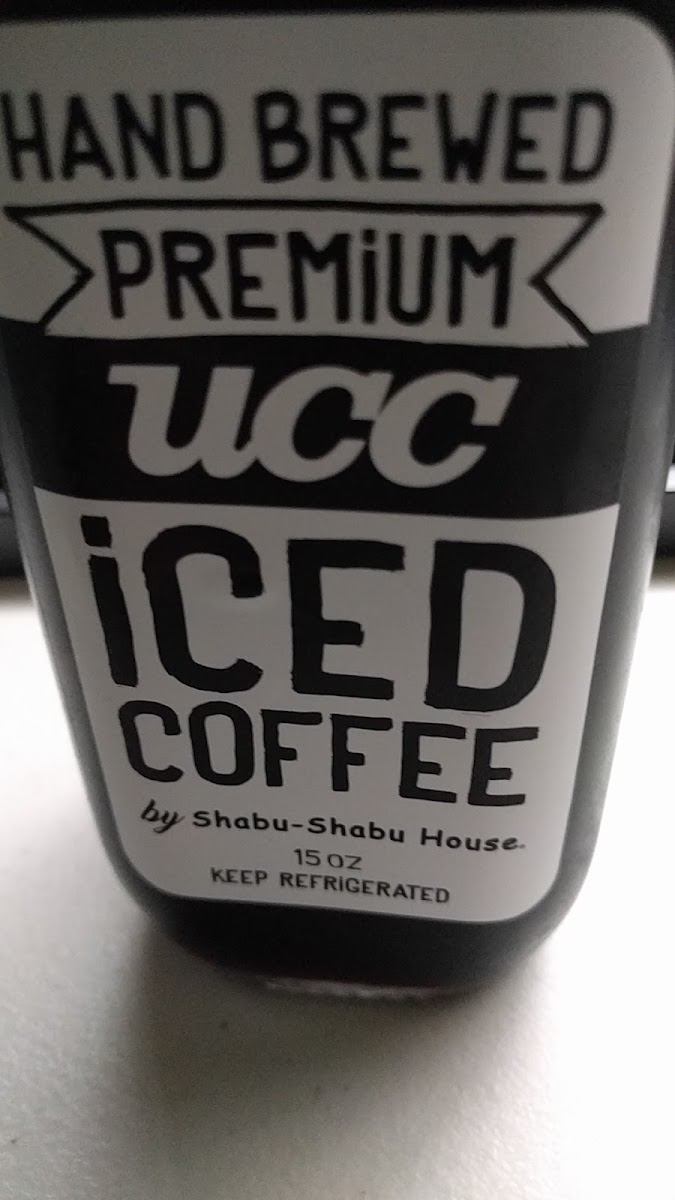 HAND BREWED
PREMiUM
ucc
iCED
COFFEE
by Shabu-Shabu House.
15 OZ
KEEP REFRiGERATED